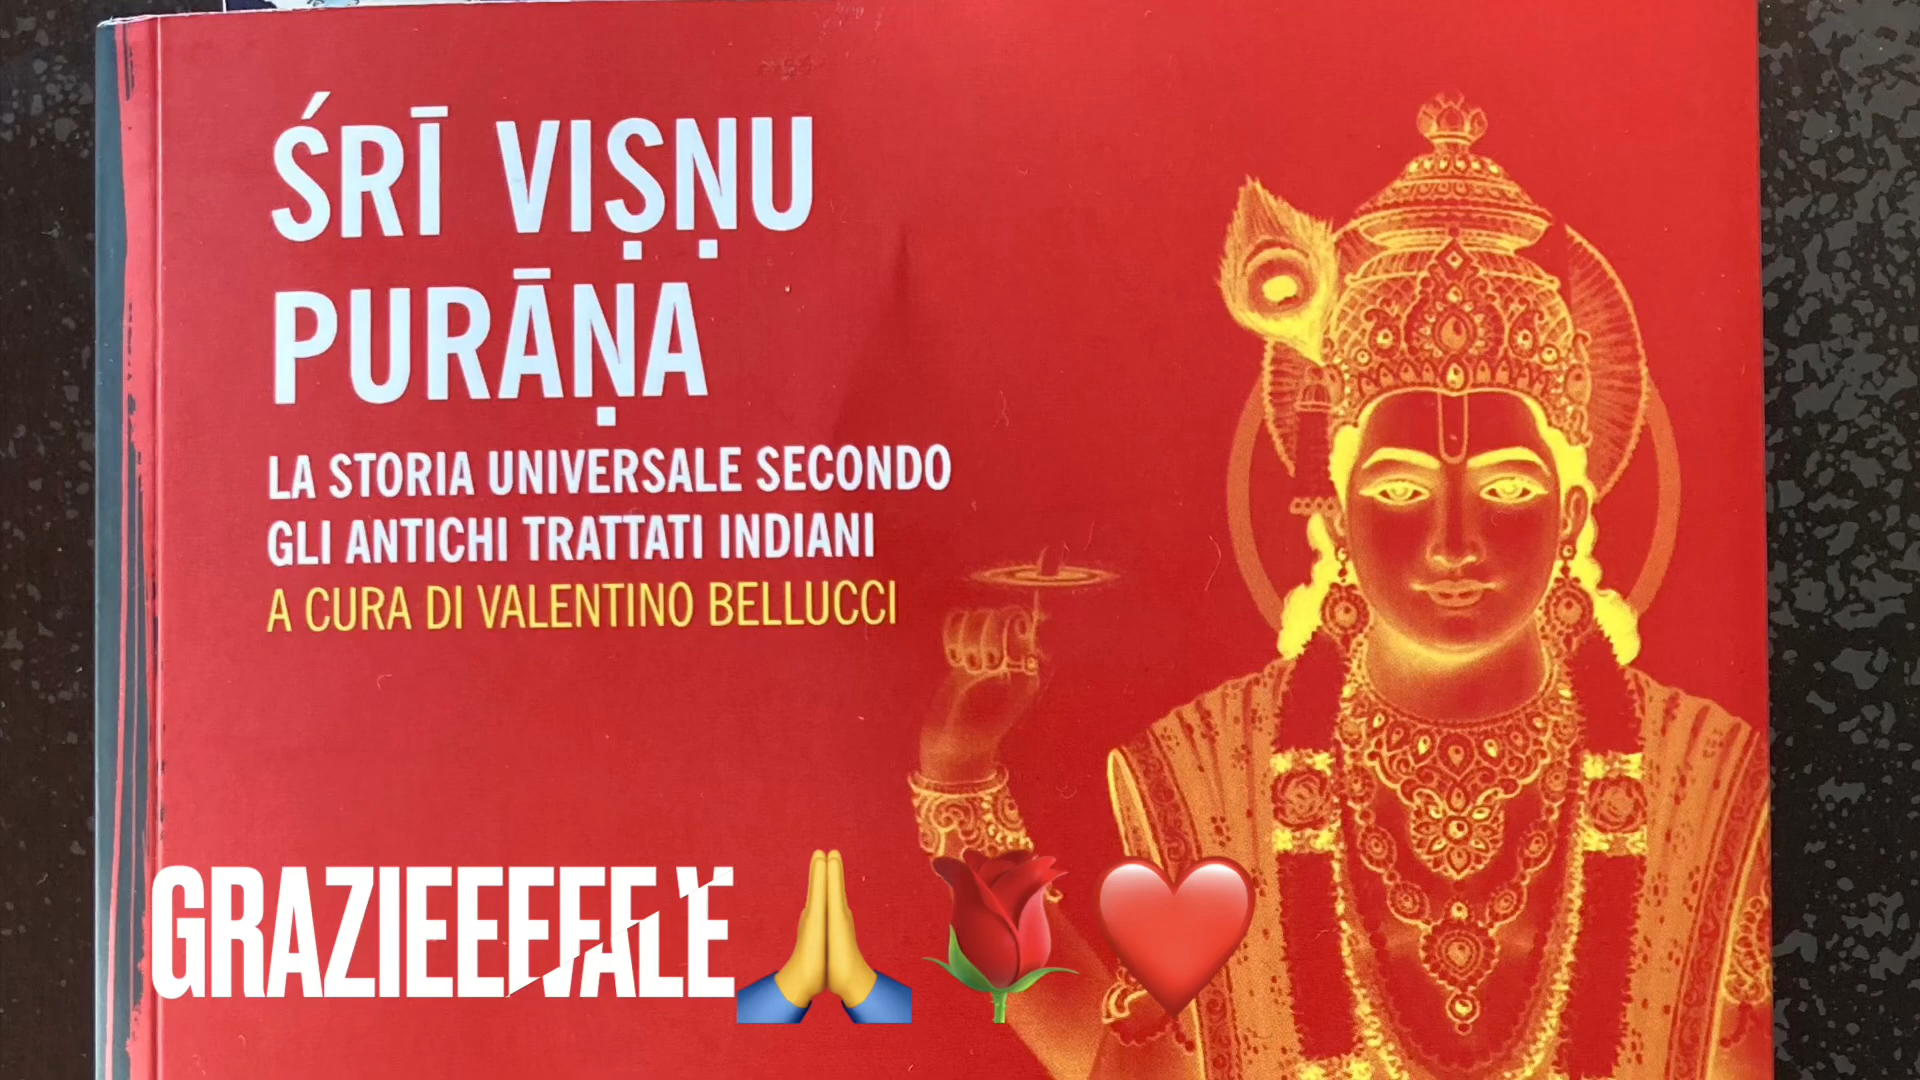 ŚRĪ VIṢṆU
PURĀṆA
LA STORIA UNIVERSALE SECONDO
GLI ANTICHI TRATTATI INDIANI
A CURA DI VALENTINO BELLUCCI